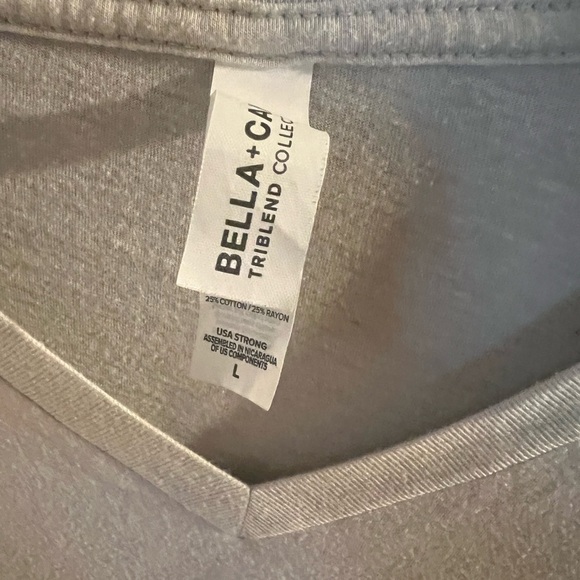 BELLA+CA
TRIBLEND COLLEC
25% COTTON / 25% RAYON
USA STRONG
ASSEMBLED IN NICARAGUA
OF US COMPONENTS
L